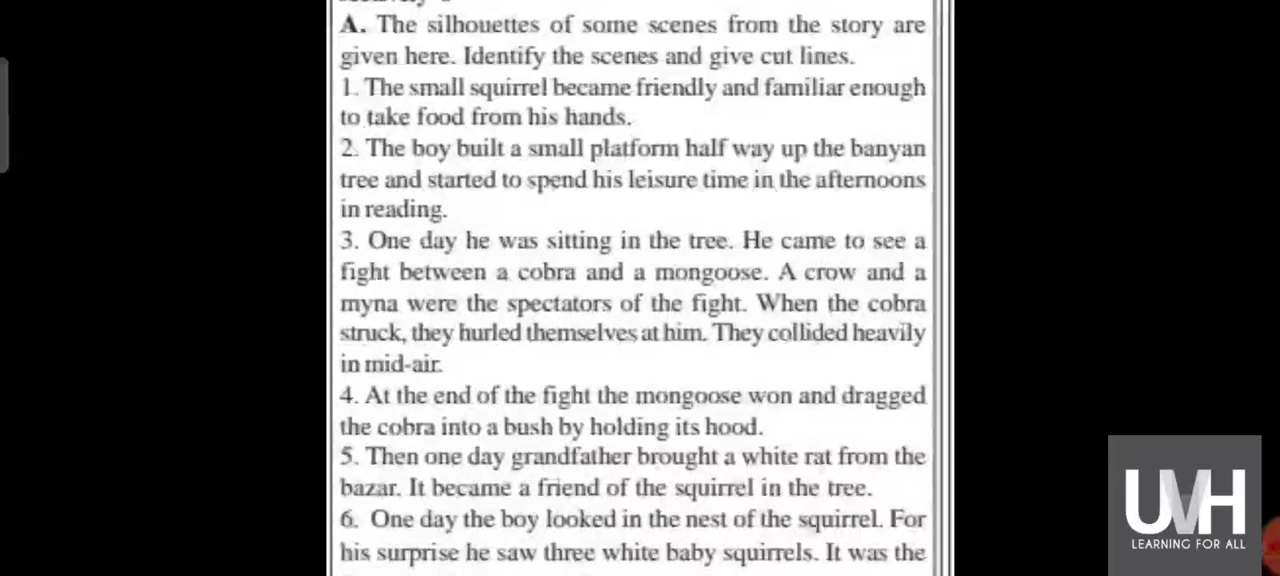 A. The silhouettes of some scenes from the story are
given here. Identify the scenes and give cut lines.
1. The small squirrel became friendly and familiar enough
to take food from his hands.
2. The boy built a small platform half way up the banyan
tree and started to spend his leisure time in the afternoons
in reading.
3. One day he was sitting in the tree. He came to see a
fight between a cobra and a mongoose. A crow and a
myna were the spectators of the fight. When the cobra
struck, they hurled themselves at him. They collided heavily
in mid-air.
4. At the end of the fight the mongoose won and dragged
the cobra into a bush by holding its hood.
5. Then one day grandfather brought a white rat from the
bazar. It became a friend of the squirrel in the tree.
6. One day the boy looked in the nest of the squirrel. For
his surprise he saw three white baby squirrels. It was the
UVH
LEARNING FOR ALL